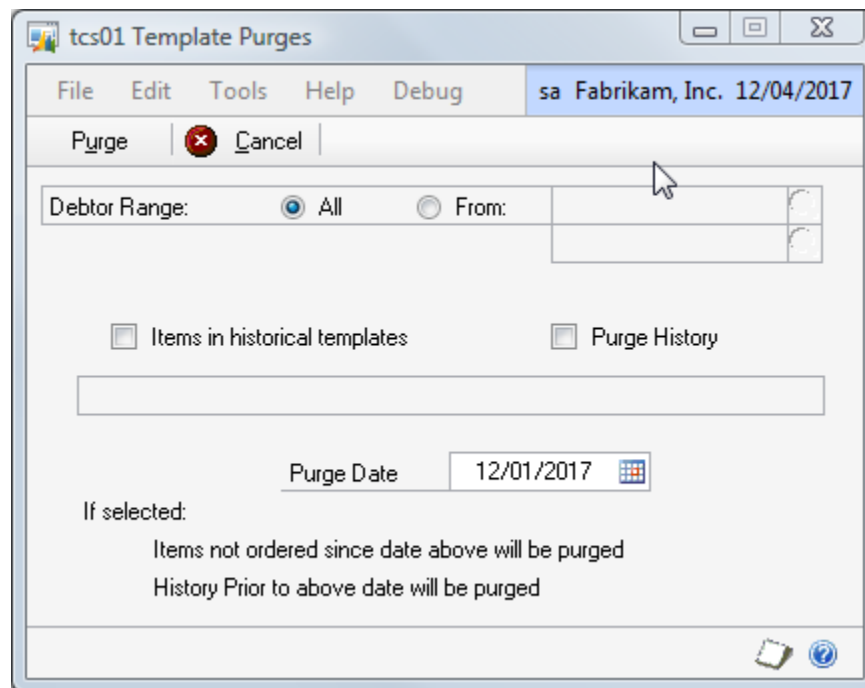 tcs01 Template Purges
File Edit Tools Help Debug sa Fabrikam, Inc. 12/04/2017
Purge Cancel
Debtor Range: All From:
Items in historical templates Purge History
Purge Date 12/01/2017
If selected:
Items not ordered since date above will be purged
History Prior to above date will be purged